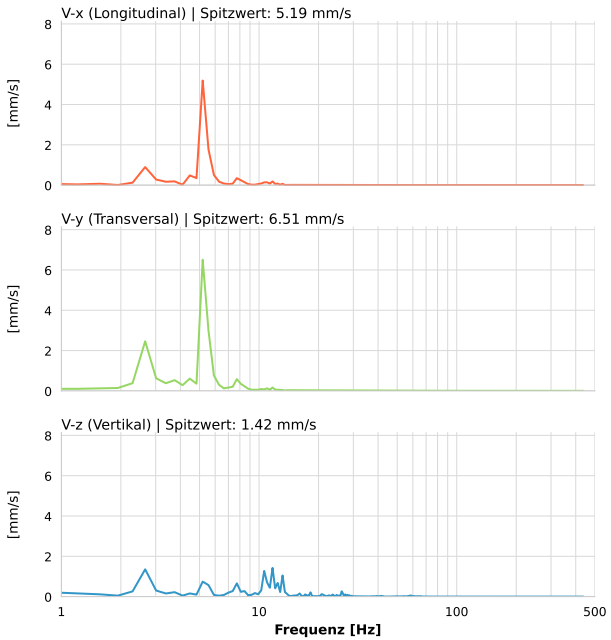 V-x (Longitudinal) | Spitzwert: 5.19 mm/s
8
6
4
2
0
[mm/s]
V-y (Transversal) | Spitzwert: 6.51 mm/s
8
6
4
2
0
[mm/s]
V-z (Vertikal) | Spitzwert: 1.42 mm/s
8
6
4
2
0
[mm/s]
1 10 100 500
Frequenz [Hz]